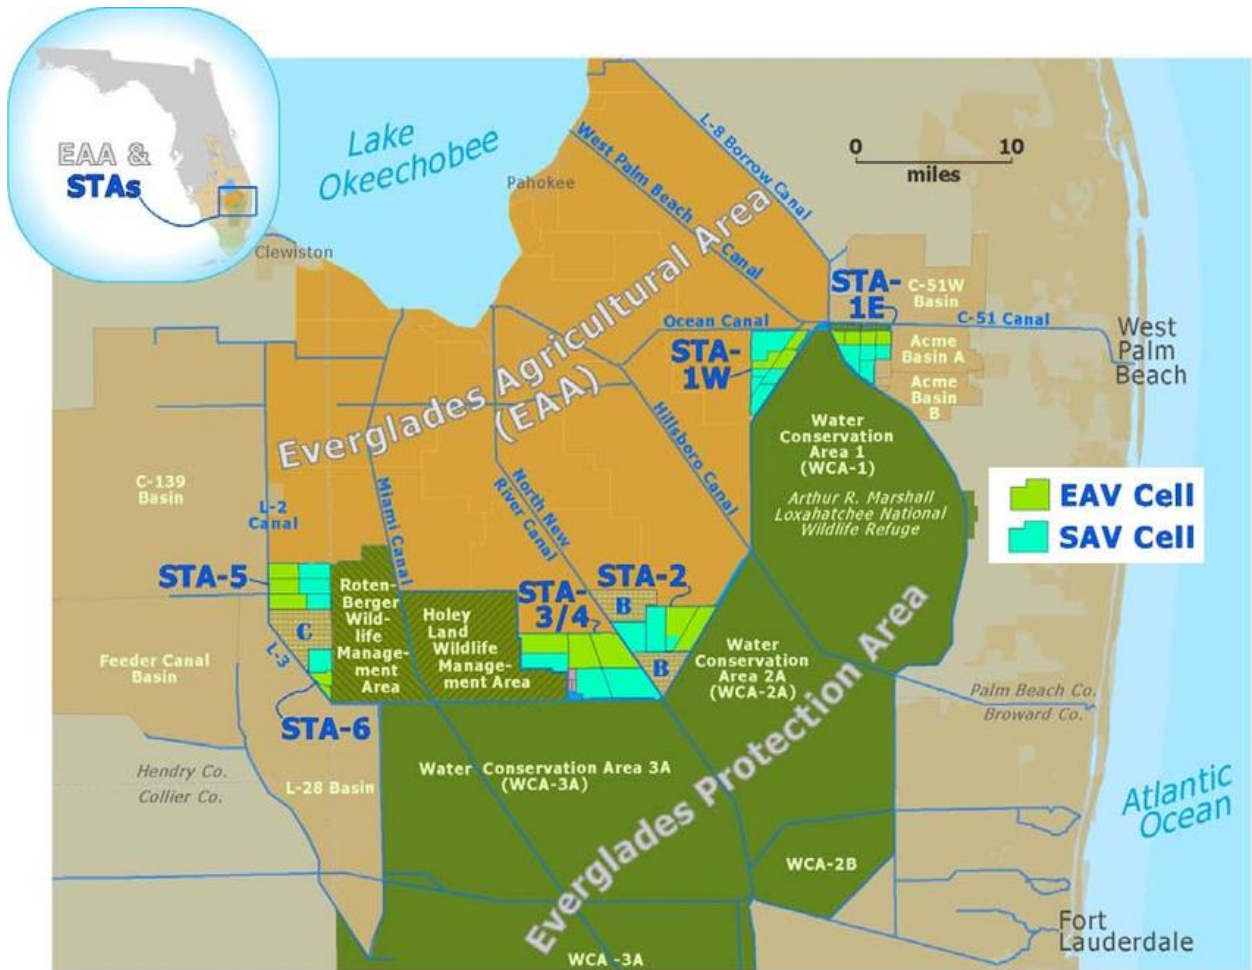 EAA &
STAs
Lake
Okeechobee
Pahokee
Clewiston
West Palm Beach
Canal
L-8 Borrow Canal
0 10
miles
Everglades Agricultural Area
(EAA)
STA-
1E
C-51W
Basin
C-51 Canal
Ocean Canal
STA-
1W
Acme
Basin A
Acme
Basin
B
West
Palm
Beach
Hillsboro Canal
Water
Conservation
Area 1
(WCA-1)
Arthur R. Marshall
Loxahatchee National
Wildlife Refuge
EAV Cell
SAV Cell
C-139
Basin
L-2
Canal
Miami Canal
North New
River Canal
STA-5
Roten-
Berger
Wild-
life
Manage-
ment
Area
Holey
Land
Wildlife
Manage-
ment Area
STA-
3/4
STA-2
B
B
C
L-3
Feeder Canal
Basin
STA-6
Water
Conservation
Area 2A
(WCA-2A)
Palm Beach Co.
Broward Co.
Hendry Co.
Collier Co.
L-28 Basin
Water Conservation Area 3A
(WCA-3A)
Everglades Protection Area
WCA-2B
Atlantic
Ocean
Fort
Lauderdale
WCA -3A